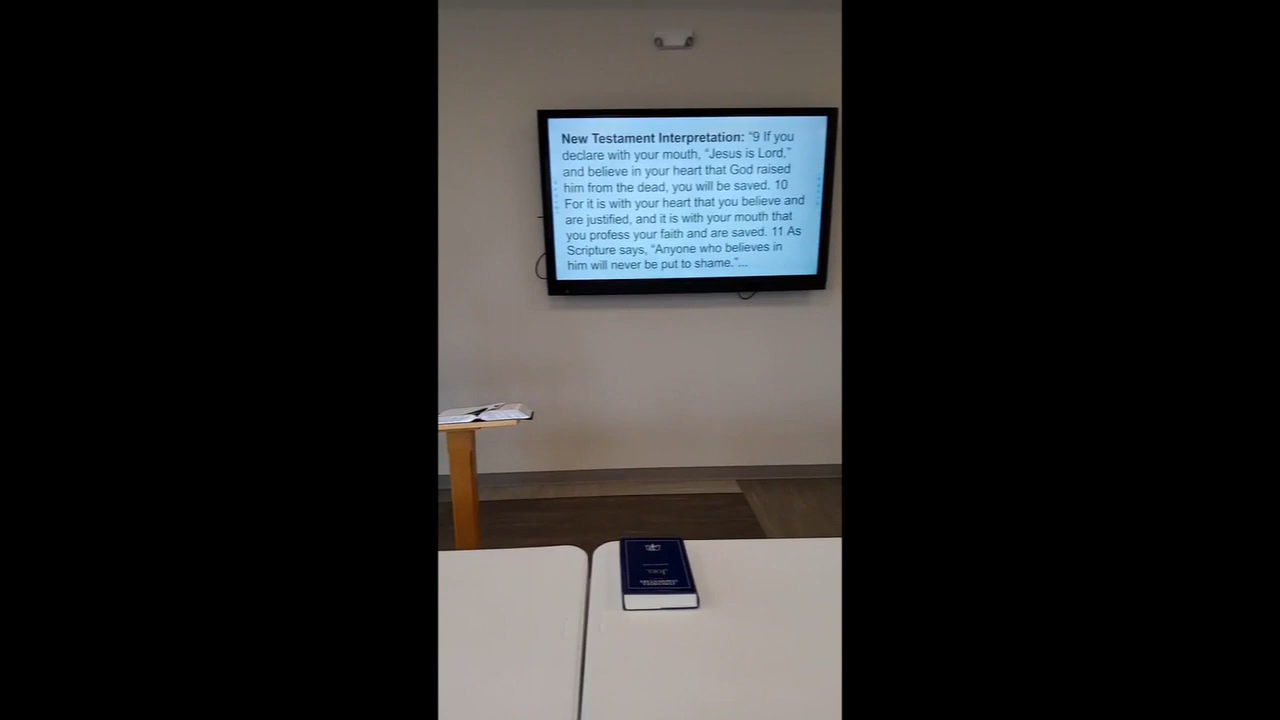 New Testament Interpretation: “9 If you
declare with your mouth, “Jesus is Lord,”
and believe in your heart that God raised
him from the dead, you will be saved. 10
For it is with your heart that you believe and
are justified, and it is with your mouth that
you profess your faith and are saved. 11 As
Scripture says, “Anyone who believes in
him will never be put to shame.”...
JOEL